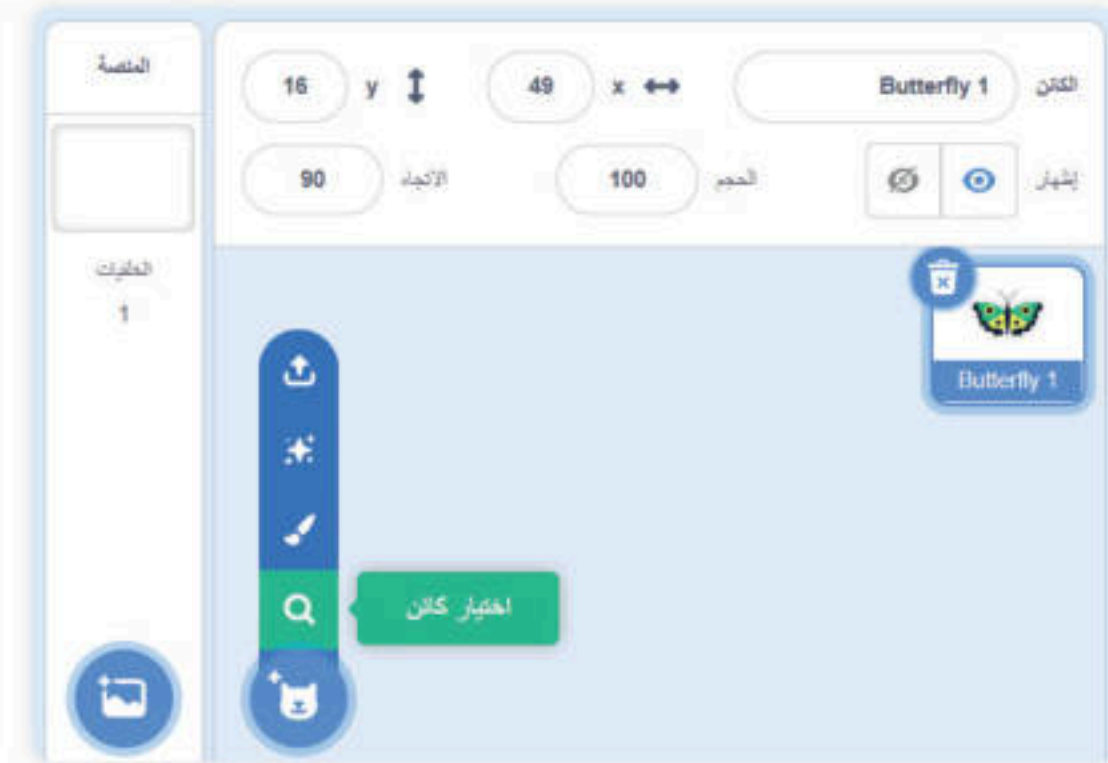 الكائن Butterfly 1 x 49 y 16
إظهار الحجم 100 الاتجاه 90
Butterfly 1
اختيار كائن
المنصة
الخلفيات
1